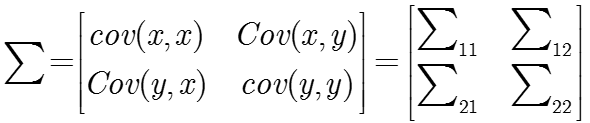 ∑ = [ cov(x, x)  Cov(x, y) ] = [ ∑₁₁  ∑₁₂ ]
[ Cov(y, x)  cov(y, y) ]   [ ∑₂₁  ∑₂₂ ]